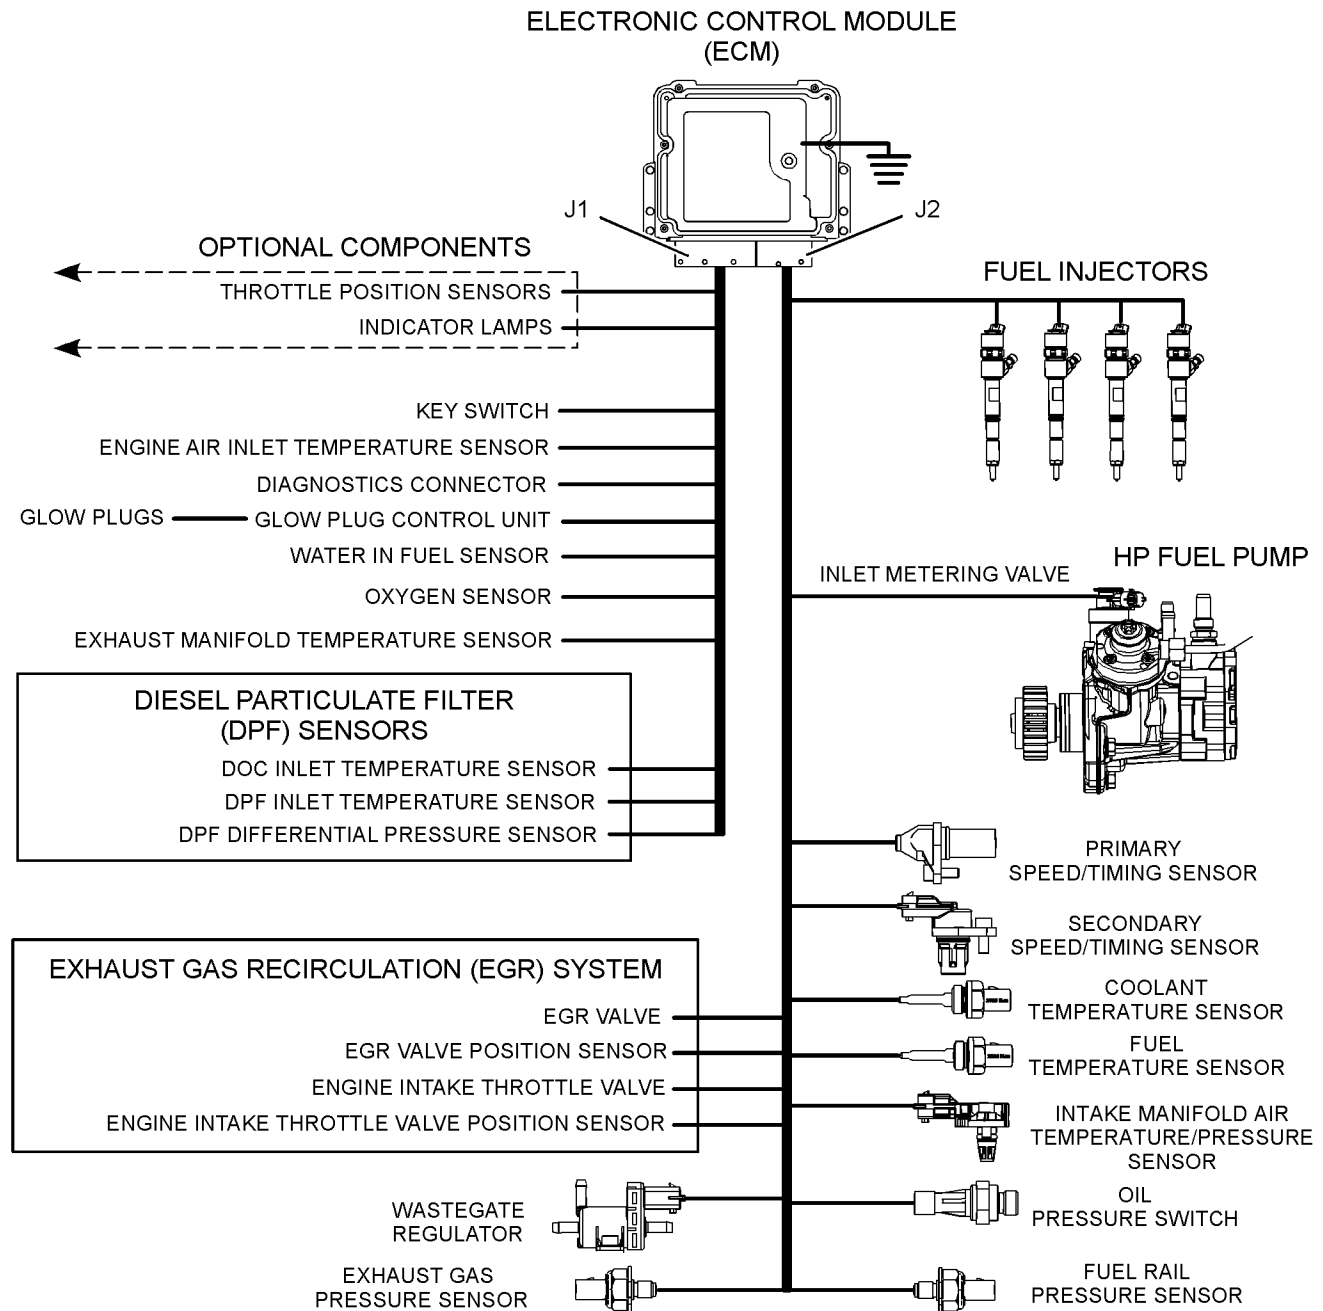 ELECTRONIC CONTROL MODULE
(ECM)
J1
J2
OPTIONAL COMPONENTS
THROTTLE POSITION SENSORS
INDICATOR LAMPS
FUEL INJECTORS
KEY SWITCH
ENGINE AIR INLET TEMPERATURE SENSOR
DIAGNOSTICS CONNECTOR
GLOW PLUGS
GLOW PLUG CONTROL UNIT
WATER IN FUEL SENSOR
OXYGEN SENSOR
EXHAUST MANIFOLD TEMPERATURE SENSOR
HP FUEL PUMP
INLET METERING VALVE
DIESEL PARTICULATE FILTER
(DPF) SENSORS
DOC INLET TEMPERATURE SENSOR
DPF INLET TEMPERATURE SENSOR
DPF DIFFERENTIAL PRESSURE SENSOR
PRIMARY
SPEED/TIMING SENSOR
SECONDARY
SPEED/TIMING SENSOR
EXHAUST GAS RECIRCULATION (EGR) SYSTEM
EGR VALVE
EGR VALVE POSITION SENSOR
ENGINE INTAKE THROTTLE VALVE
ENGINE INTAKE THROTTLE VALVE POSITION SENSOR
COOLANT
TEMPERATURE SENSOR
FUEL
TEMPERATURE SENSOR
INTAKE MANIFOLD AIR
TEMPERATURE/PRESSURE
SENSOR
WASTEGATE
REGULATOR
OIL
PRESSURE SWITCH
EXHAUST GAS
PRESSURE SENSOR
FUEL RAIL
PRESSURE SENSOR